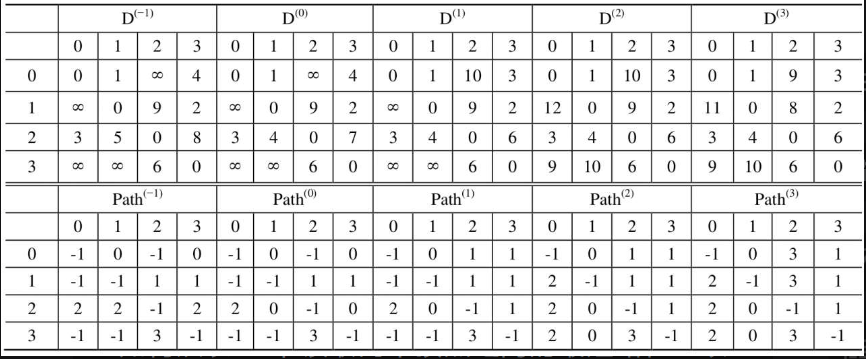 D(−1) D(0) D(1) D(2) D(3)
0 1 2 3 0 1 2 3 0 1 2 3 0 1 2 3 0 1 2 3
0 0 1 ∞ 4 0 1 ∞ 4 0 1 10 3 0 1 10 3 0 1 9 3
1 ∞ 0 9 2 ∞ 0 9 2 ∞ 0 9 2 12 0 9 2 11 0 8 2
2 3 5 0 8 3 4 0 7 3 4 0 6 3 4 0 6 3 4 0 6
3 ∞ ∞ 6 0 ∞ ∞ 6 0 ∞ ∞ 6 0 9 10 6 0 9 10 6 0
Path(−1) Path(0) Path(1) Path(2) Path(3)
0 1 2 3 0 1 2 3 0 1 2 3 0 1 2 3 0 1 2 3
0 -1 0 -1 0 -1 0 -1 0 -1 0 1 1 -1 0 1 1 -1 0 3 1
1 -1 -1 1 1 -1 -1 1 1 -1 -1 1 1 2 -1 1 1 2 -1 3 1
2 2 2 -1 2 2 0 -1 0 2 0 -1 1 2 0 -1 1 2 0 -1 1
3 -1 -1 3 -1 -1 -1 3 -1 -1 -1 3 -1 2 0 3 -1 2 0 3 -1